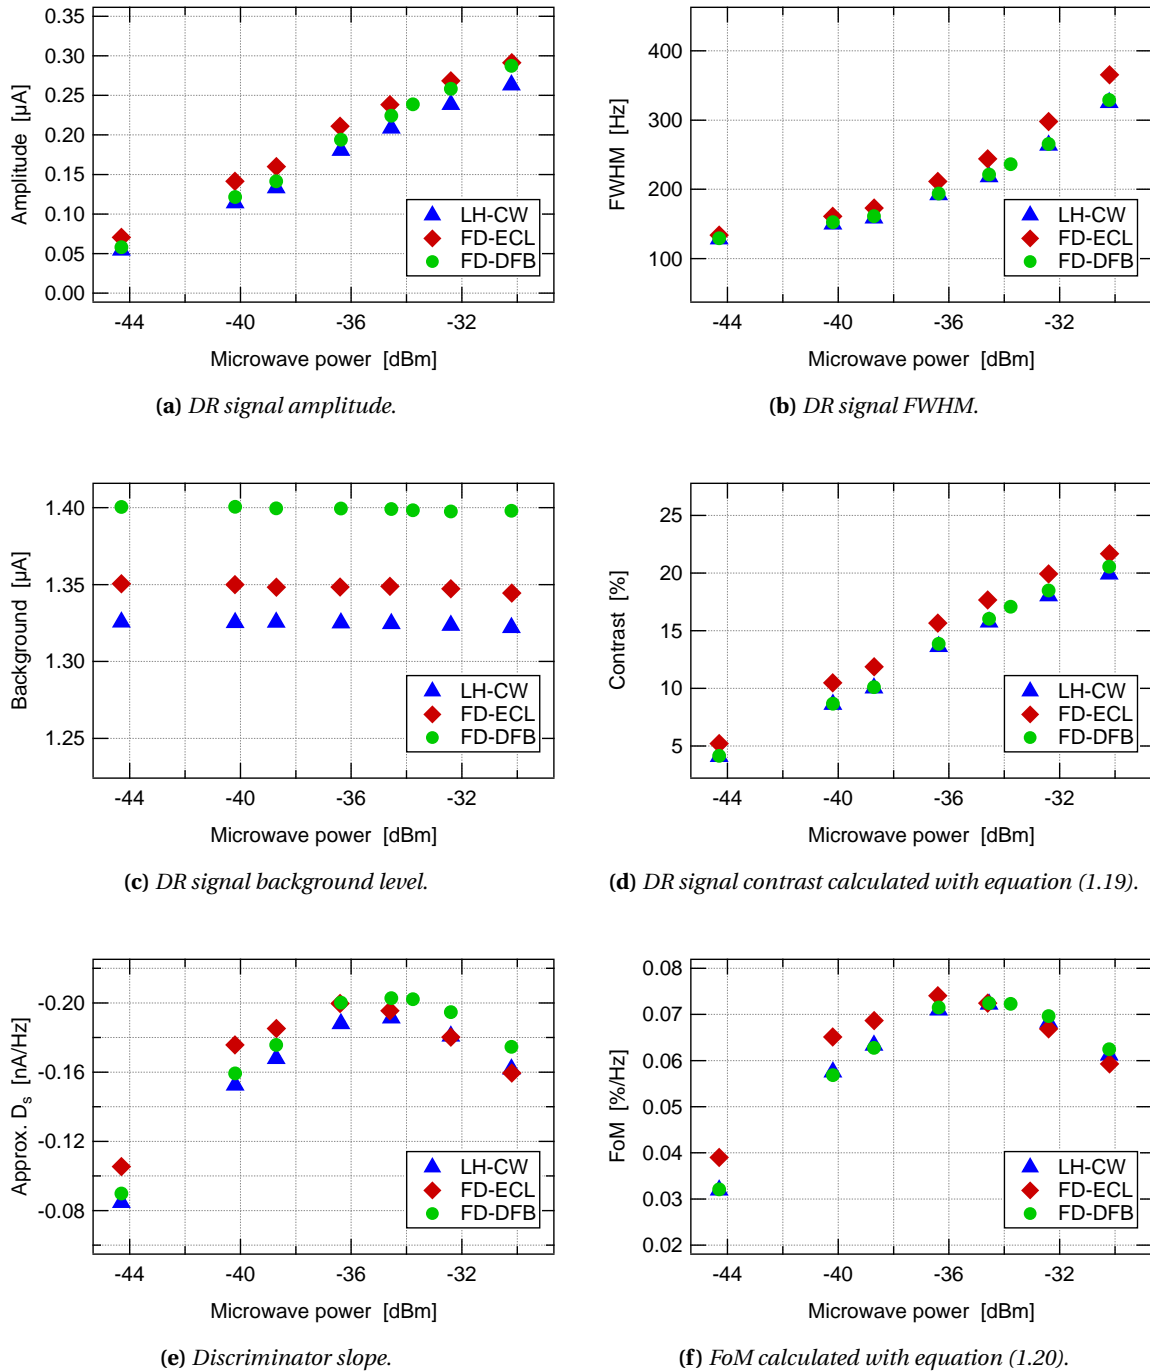 0.35
0.30
0.25
0.20
0.15
0.10
0.05
0.00
Amplitude [µA]
-44 -40 -36 -32
Microwave power [dBm]
LH-CW
FD-ECL
FD-DFB
(a) DR signal amplitude.
400
300
200
100
FWHM [Hz]
-44 -40 -36 -32
Microwave power [dBm]
LH-CW
FD-ECL
FD-DFB
(b) DR signal FWHM.
1.40
1.35
1.30
1.25
Background [µA]
-44 -40 -36 -32
Microwave power [dBm]
LH-CW
FD-ECL
FD-DFB
(c) DR signal background level.
25
20
15
10
5
Contrast [%]
-44 -40 -36 -32
Microwave power [dBm]
LH-CW
FD-ECL
FD-DFB
(d) DR signal contrast calculated with equation (1.19).
-0.20
-0.16
-0.12
-0.08
Approx. Ds [nA/Hz]
-44 -40 -36 -32
Microwave power [dBm]
LH-CW
FD-ECL
FD-DFB
(e) Discriminator slope.
0.08
0.07
0.06
0.05
0.04
0.03
0.02
FoM [%/Hz]
-44 -40 -36 -32
Microwave power [dBm]
LH-CW
FD-ECL
FD-DFB
(f) FoM calculated with equation (1.20).